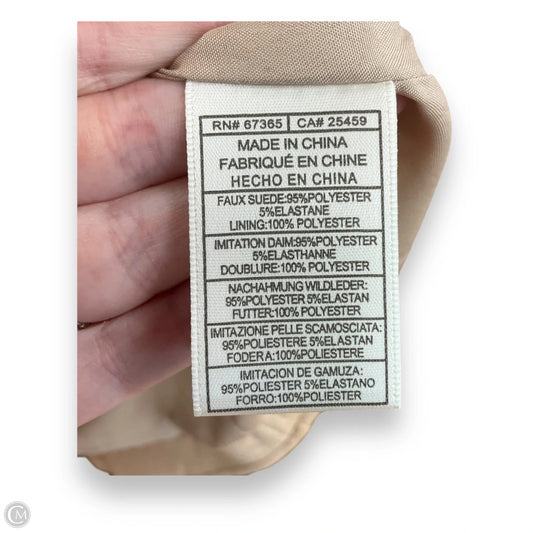 RN# 67365 | CA# 25459
MADE IN CHINA
FABRIQUÉ EN CHINE
HECHO EN CHINA
FAUX SUEDE:95%POLYESTER
5%ELASTANE
LINING:100% POLYESTER
IMITATION DAIM:95%POLYESTER
5%ELASTHANNE
DOUBLURE:100% POLYESTER
NACHAHMUNG WILDLEDER:
95%POLYESTER 5%ELASTAN
FUTTER:100% POLYESTER
IMITAZIONE PELLE SCAMOSCIATA:
95%POLIESTERE 5%ELASTAN
FODERA:100%POLIESTERE
IMITACION DE GAMUZA:
95%POLIESTER 5%ELASTANO
FORRO:100%POLIESTER
CM